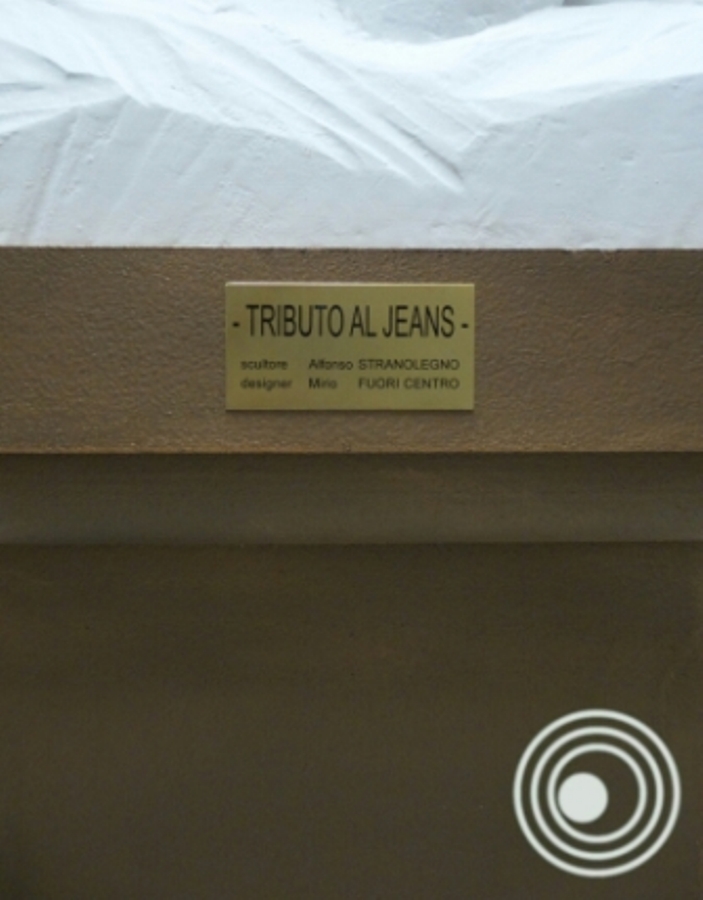 - TRIBUTO AL JEANS -
scultore Alfonso STRANOLEGNO
designer Mirio FUORI CENTRO